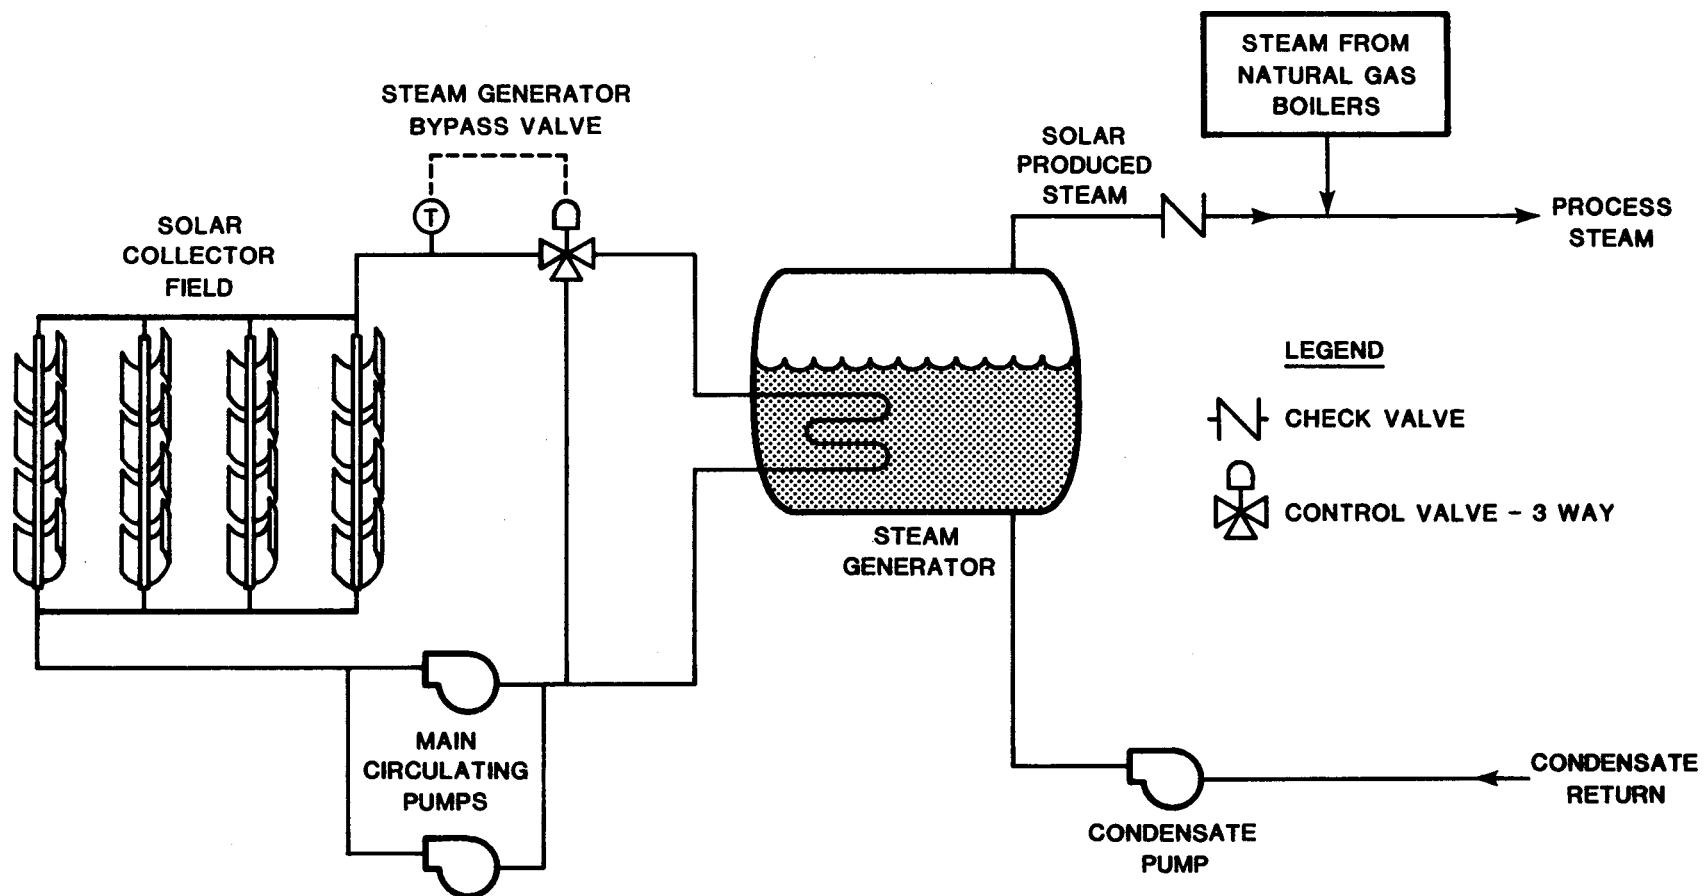 STEAM FROM
NATURAL GAS
BOILERS
STEAM GENERATOR
BYPASS VALVE
SOLAR
PRODUCED
STEAM
T
SOLAR
COLLECTOR
FIELD
PROCESS
STEAM
LEGEND
CHECK VALVE
CONTROL VALVE - 3 WAY
STEAM
GENERATOR
MAIN
CIRCULATING
PUMPS
CONDENSATE
RETURN
CONDENSATE
PUMP